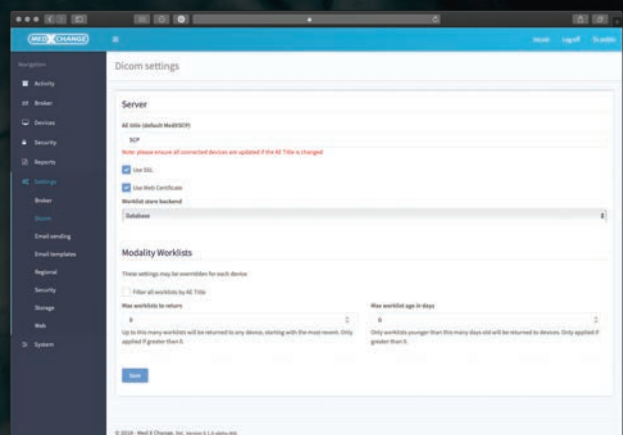 MED X CHANGE
Logoff
Navigation
Dicom settings
Activity
Broker
Devices
Security
Reports
Settings
Broker
Dicom
Email sending
Email templates
Regional
Security
Storage
Web
System
Server
AE title (default MedXSCP)
SCP
Note: please ensure all connected devices are updated if the AE Title is changed
Use SSL
Use Web Certificate
Worklist store backend
Database
Modality Worklists
These settings may be overridden for each device
Filter all worklists by AE Title
Max worklists to return
0
Up to this many worklists will be returned to any device, starting with the most recent. Only
applied if greater than 0.
Max worklist age in days
0
Only worklists younger than this many days old will be returned to devices. Only applied if
greater than 0.
Save
Med X Change, Inc.